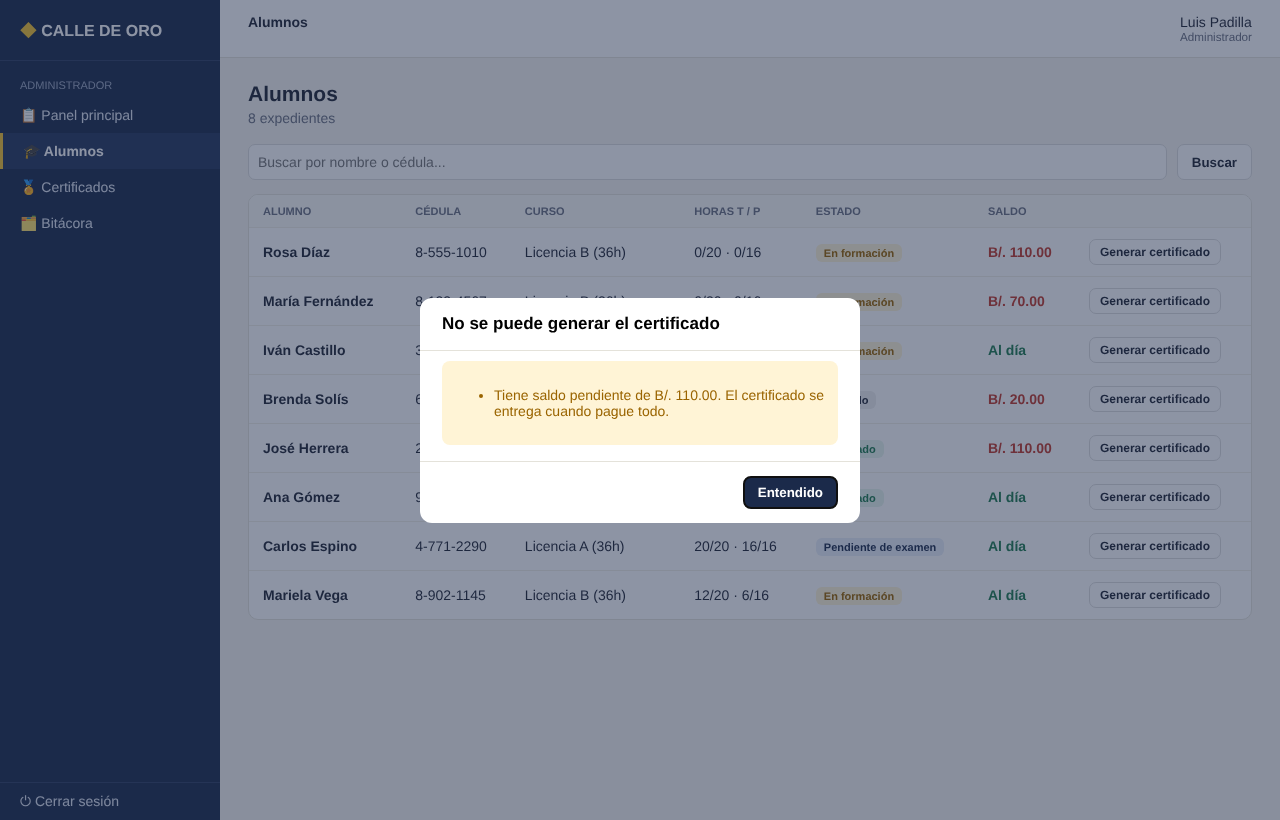 CALLE DE ORO
ADMINISTRADOR
Panel principal
Alumnos
Certificados
Bitácora
Cerrar sesión
Alumnos
Luis Padilla
Administrador
Alumnos
8 expedientes
Buscar por nombre o cédula...
Buscar
ALUMNO CÉDULA CURSO HORAS T / P ESTADO SALDO
Rosa Díaz 8-555-1010 Licencia B (36h) 0/20 · 0/16 En formación B/. 110.00 Generar certificado
María Fernández B/. 70.00 Generar certificado
Iván Castillo Al día Generar certificado
Brenda Solís B/. 20.00 Generar certificado
José Herrera B/. 110.00 Generar certificado
Ana Gómez Al día Generar certificado
Carlos Espino 4-771-2290 Licencia A (36h) 20/20 · 16/16 Pendiente de examen Al día Generar certificado
Mariela Vega 8-902-1145 Licencia B (36h) 12/20 · 6/16 En formación Al día Generar certificado
No se puede generar el certificado
• Tiene saldo pendiente de B/. 110.00. El certificado se
entrega cuando pague todo.
Entendido